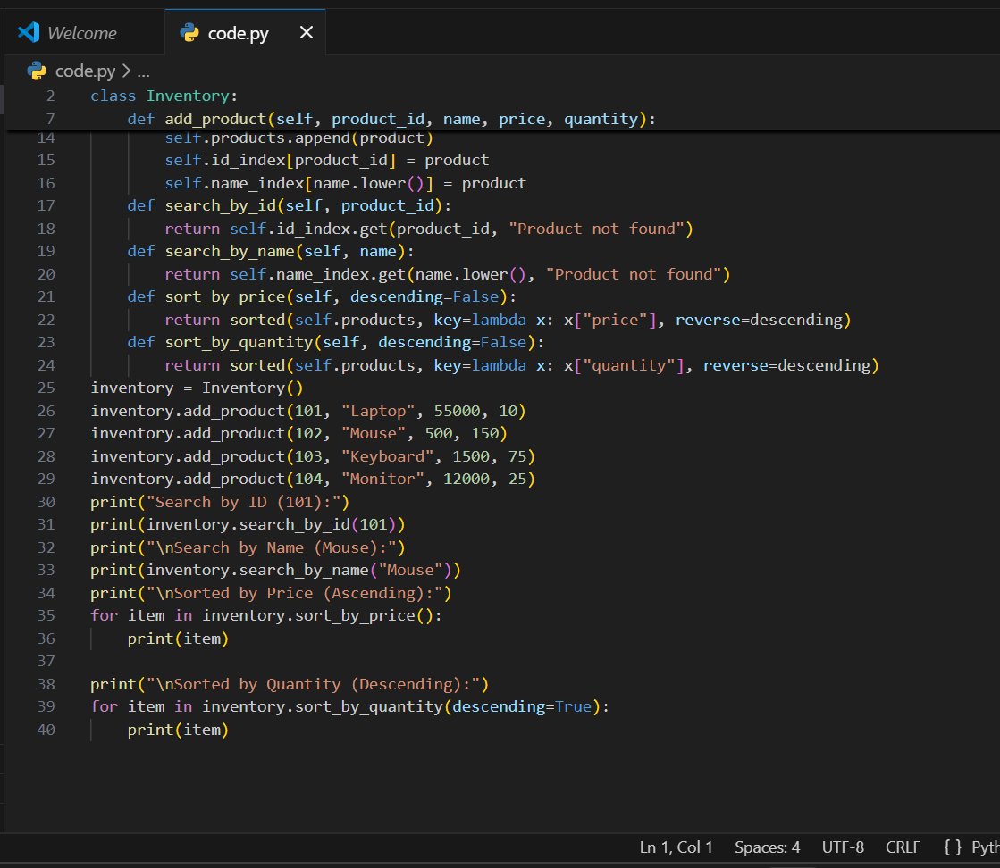 Welcome
code.py
code.py > ...
2 class Inventory:
7     def add_product(self, product_id, name, price, quantity):
14         self.products.append(product)
15         self.id_index[product_id] = product
16         self.name_index[name.lower()] = product
17     def search_by_id(self, product_id):
18         return self.id_index.get(product_id, "Product not found")
19     def search_by_name(self, name):
20         return self.name_index.get(name.lower(), "Product not found")
21     def sort_by_price(self, descending=False):
22         return sorted(self.products, key=lambda x: x["price"], reverse=descending)
23     def sort_by_quantity(self, descending=False):
24         return sorted(self.products, key=lambda x: x["quantity"], reverse=descending)
25 inventory = Inventory()
26 inventory.add_product(101, "Laptop", 55000, 10)
27 inventory.add_product(102, "Mouse", 500, 150)
28 inventory.add_product(103, "Keyboard", 1500, 75)
29 inventory.add_product(104, "Monitor", 12000, 25)
30 print("Search by ID (101):")
31 print(inventory.search_by_id(101))
32 print("\nSearch by Name (Mouse):")
33 print(inventory.search_by_name("Mouse"))
34 print("\nSorted by Price (Ascending):")
35 for item in inventory.sort_by_price():
36     print(item)
37
38 print("\nSorted by Quantity (Descending):")
39 for item in inventory.sort_by_quantity(descending=True):
40     print(item)
Ln 1, Col 1 Spaces: 4 UTF-8 CRLF { } Pyth